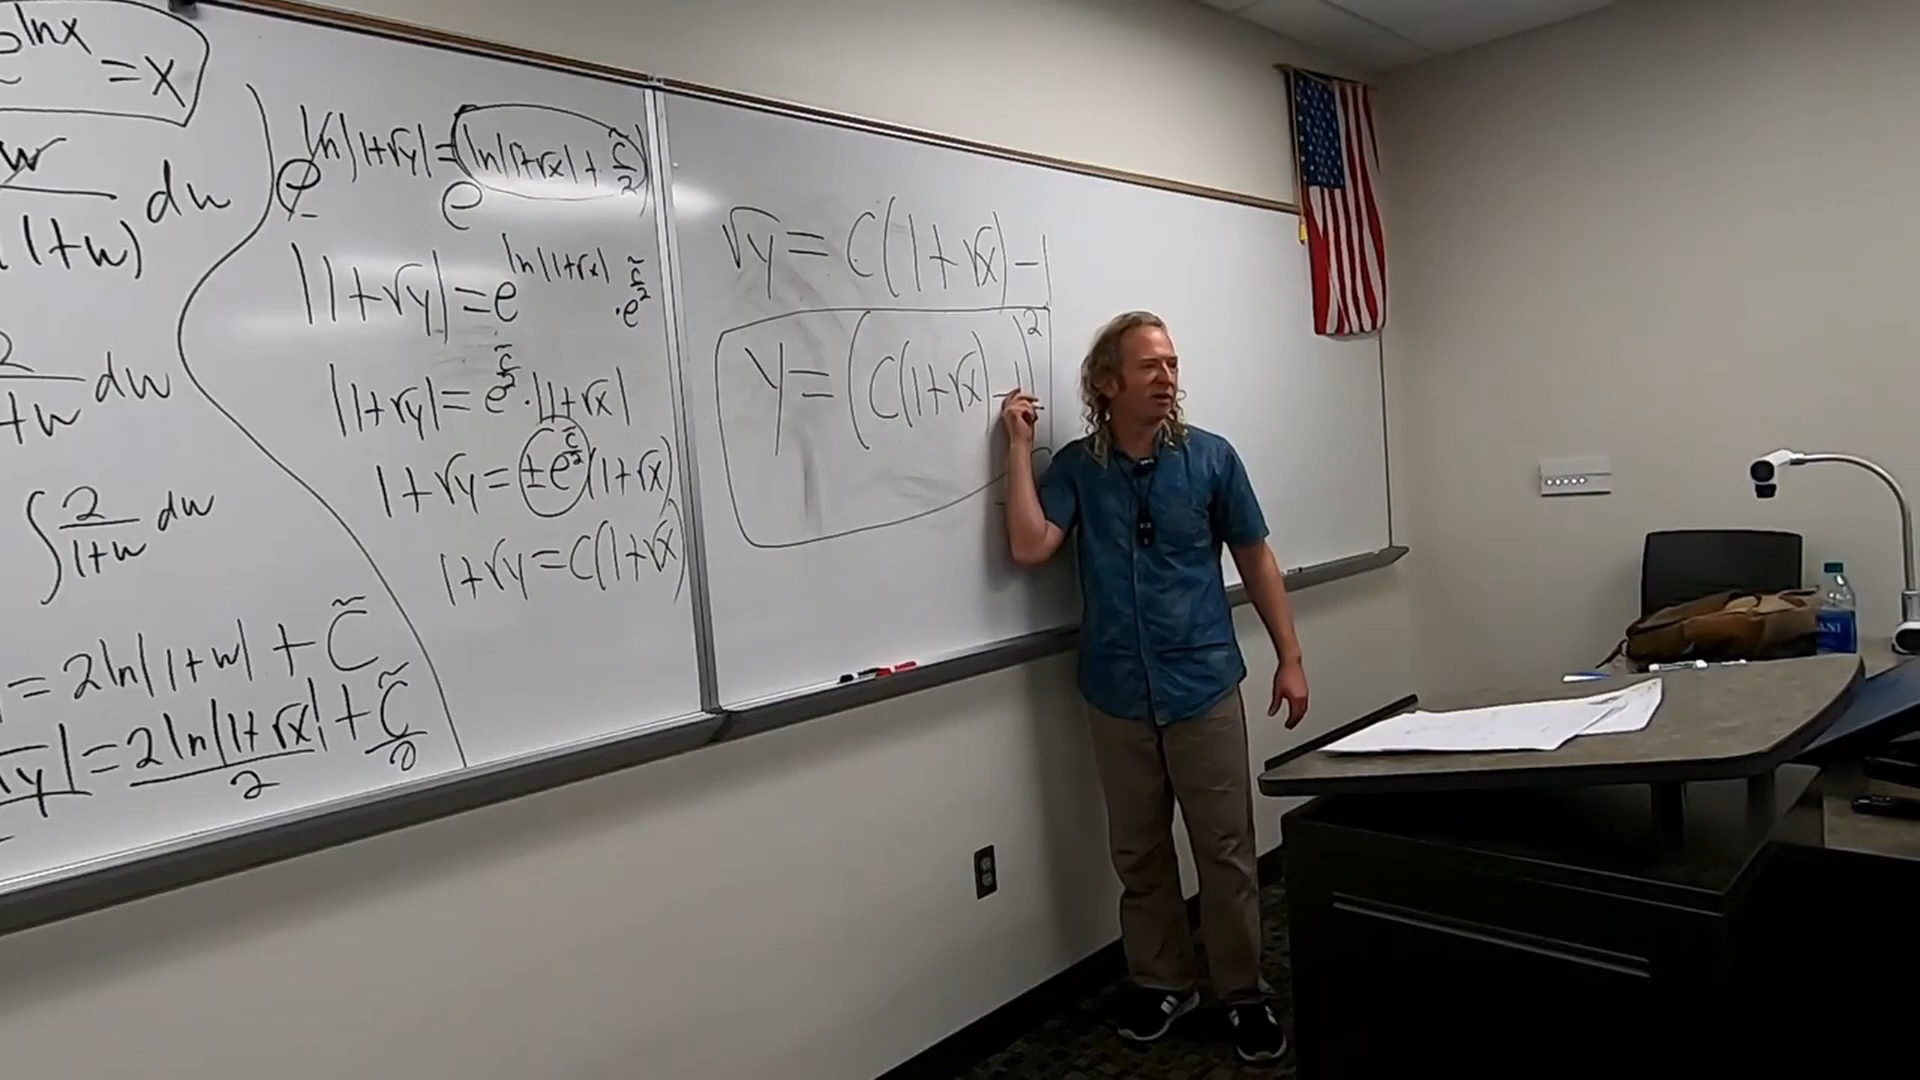 e^{lnx} = x
w
(1+w) dw
2
+w dw
∫ 2/(1+w) dw
= 2ln|1+w| + C̃
√y| = 2ln|1+√x|/2 + C̃/2
e^{ln|1+√y|} = e^{(ln|1+√x| + C̃/2)}
|1+√y| = e^{ln|1+√x|} · e^{C̃/2}
|1+√y| = e^{C̃/2} · |1+√x|
1+√y = ±e^{C̃/2} (1+√x)
1+√y = C(1+√x)
√y = C(1+√x) - 1
y = (C(1+√x) - 1)^2